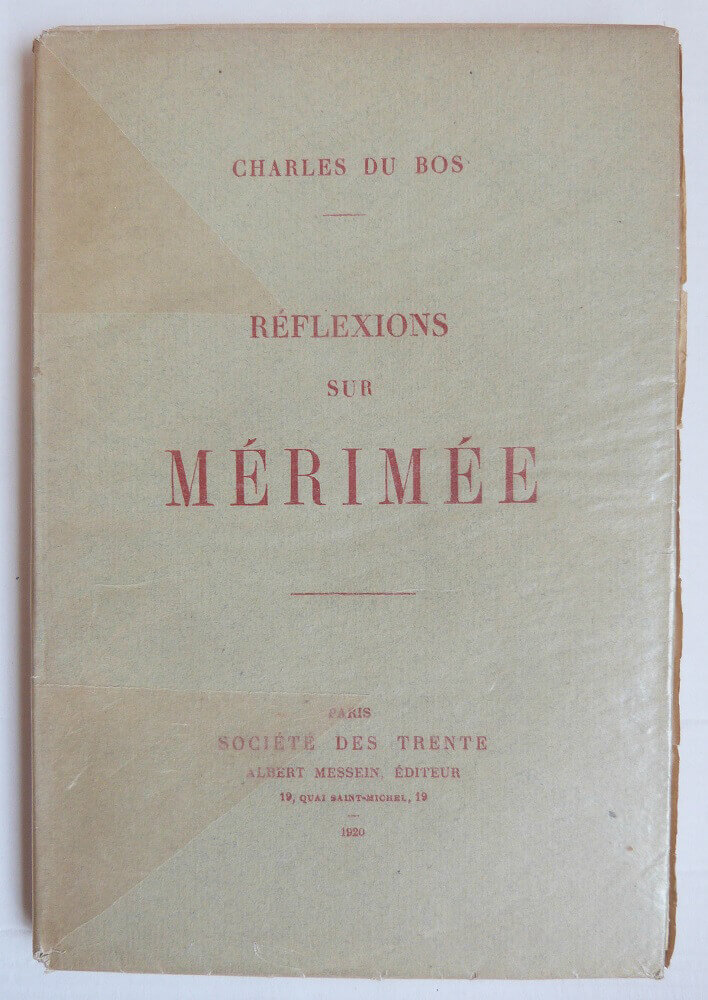 CHARLES DU BOS
RÉFLEXIONS
SUR
MÉRIMÉE
PARIS
SOCIÉTÉ DES TRENTE
ALBERT MESSEIN, ÉDITEUR
19, QUAI SAINT-MICHEL, 19
1920